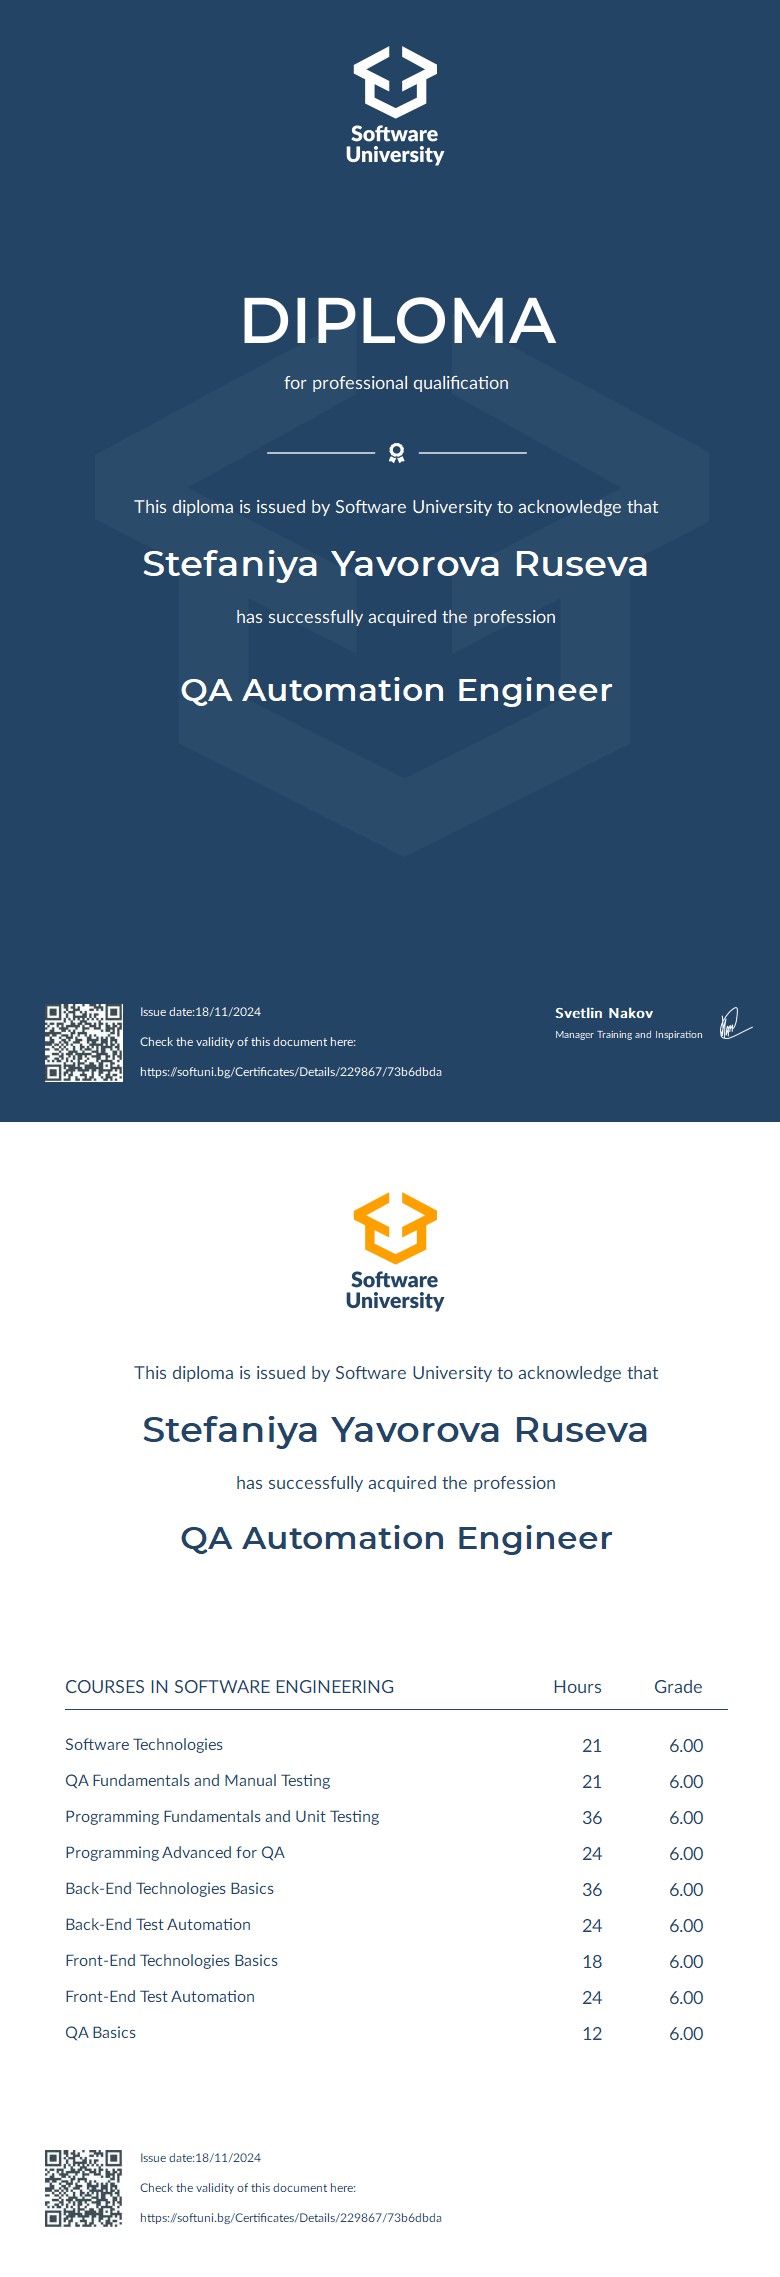 Software
University
DIPLOMA
for professional qualification
This diploma is issued by Software University to acknowledge that
Stefaniya Yavorova Ruseva
has successfully acquired the profession
QA Automation Engineer
Issue date:18/11/2024
Check the validity of this document here:
https://softuni.bg/Certificates/Details/229867/73b6dbda
Svetlin Nakov
Manager Training and Inspiration
Software
University
This diploma is issued by Software University to acknowledge that
Stefaniya Yavorova Ruseva
has successfully acquired the profession
QA Automation Engineer
COURSES IN SOFTWARE ENGINEERING Hours Grade
Software Technologies 21 6.00
QA Fundamentals and Manual Testing 21 6.00
Programming Fundamentals and Unit Testing 36 6.00
Programming Advanced for QA 24 6.00
Back-End Technologies Basics 36 6.00
Back-End Test Automation 24 6.00
Front-End Technologies Basics 18 6.00
Front-End Test Automation 24 6.00
QA Basics 12 6.00
Issue date:18/11/2024
Check the validity of this document here:
https://softuni.bg/Certificates/Details/229867/73b6dbda